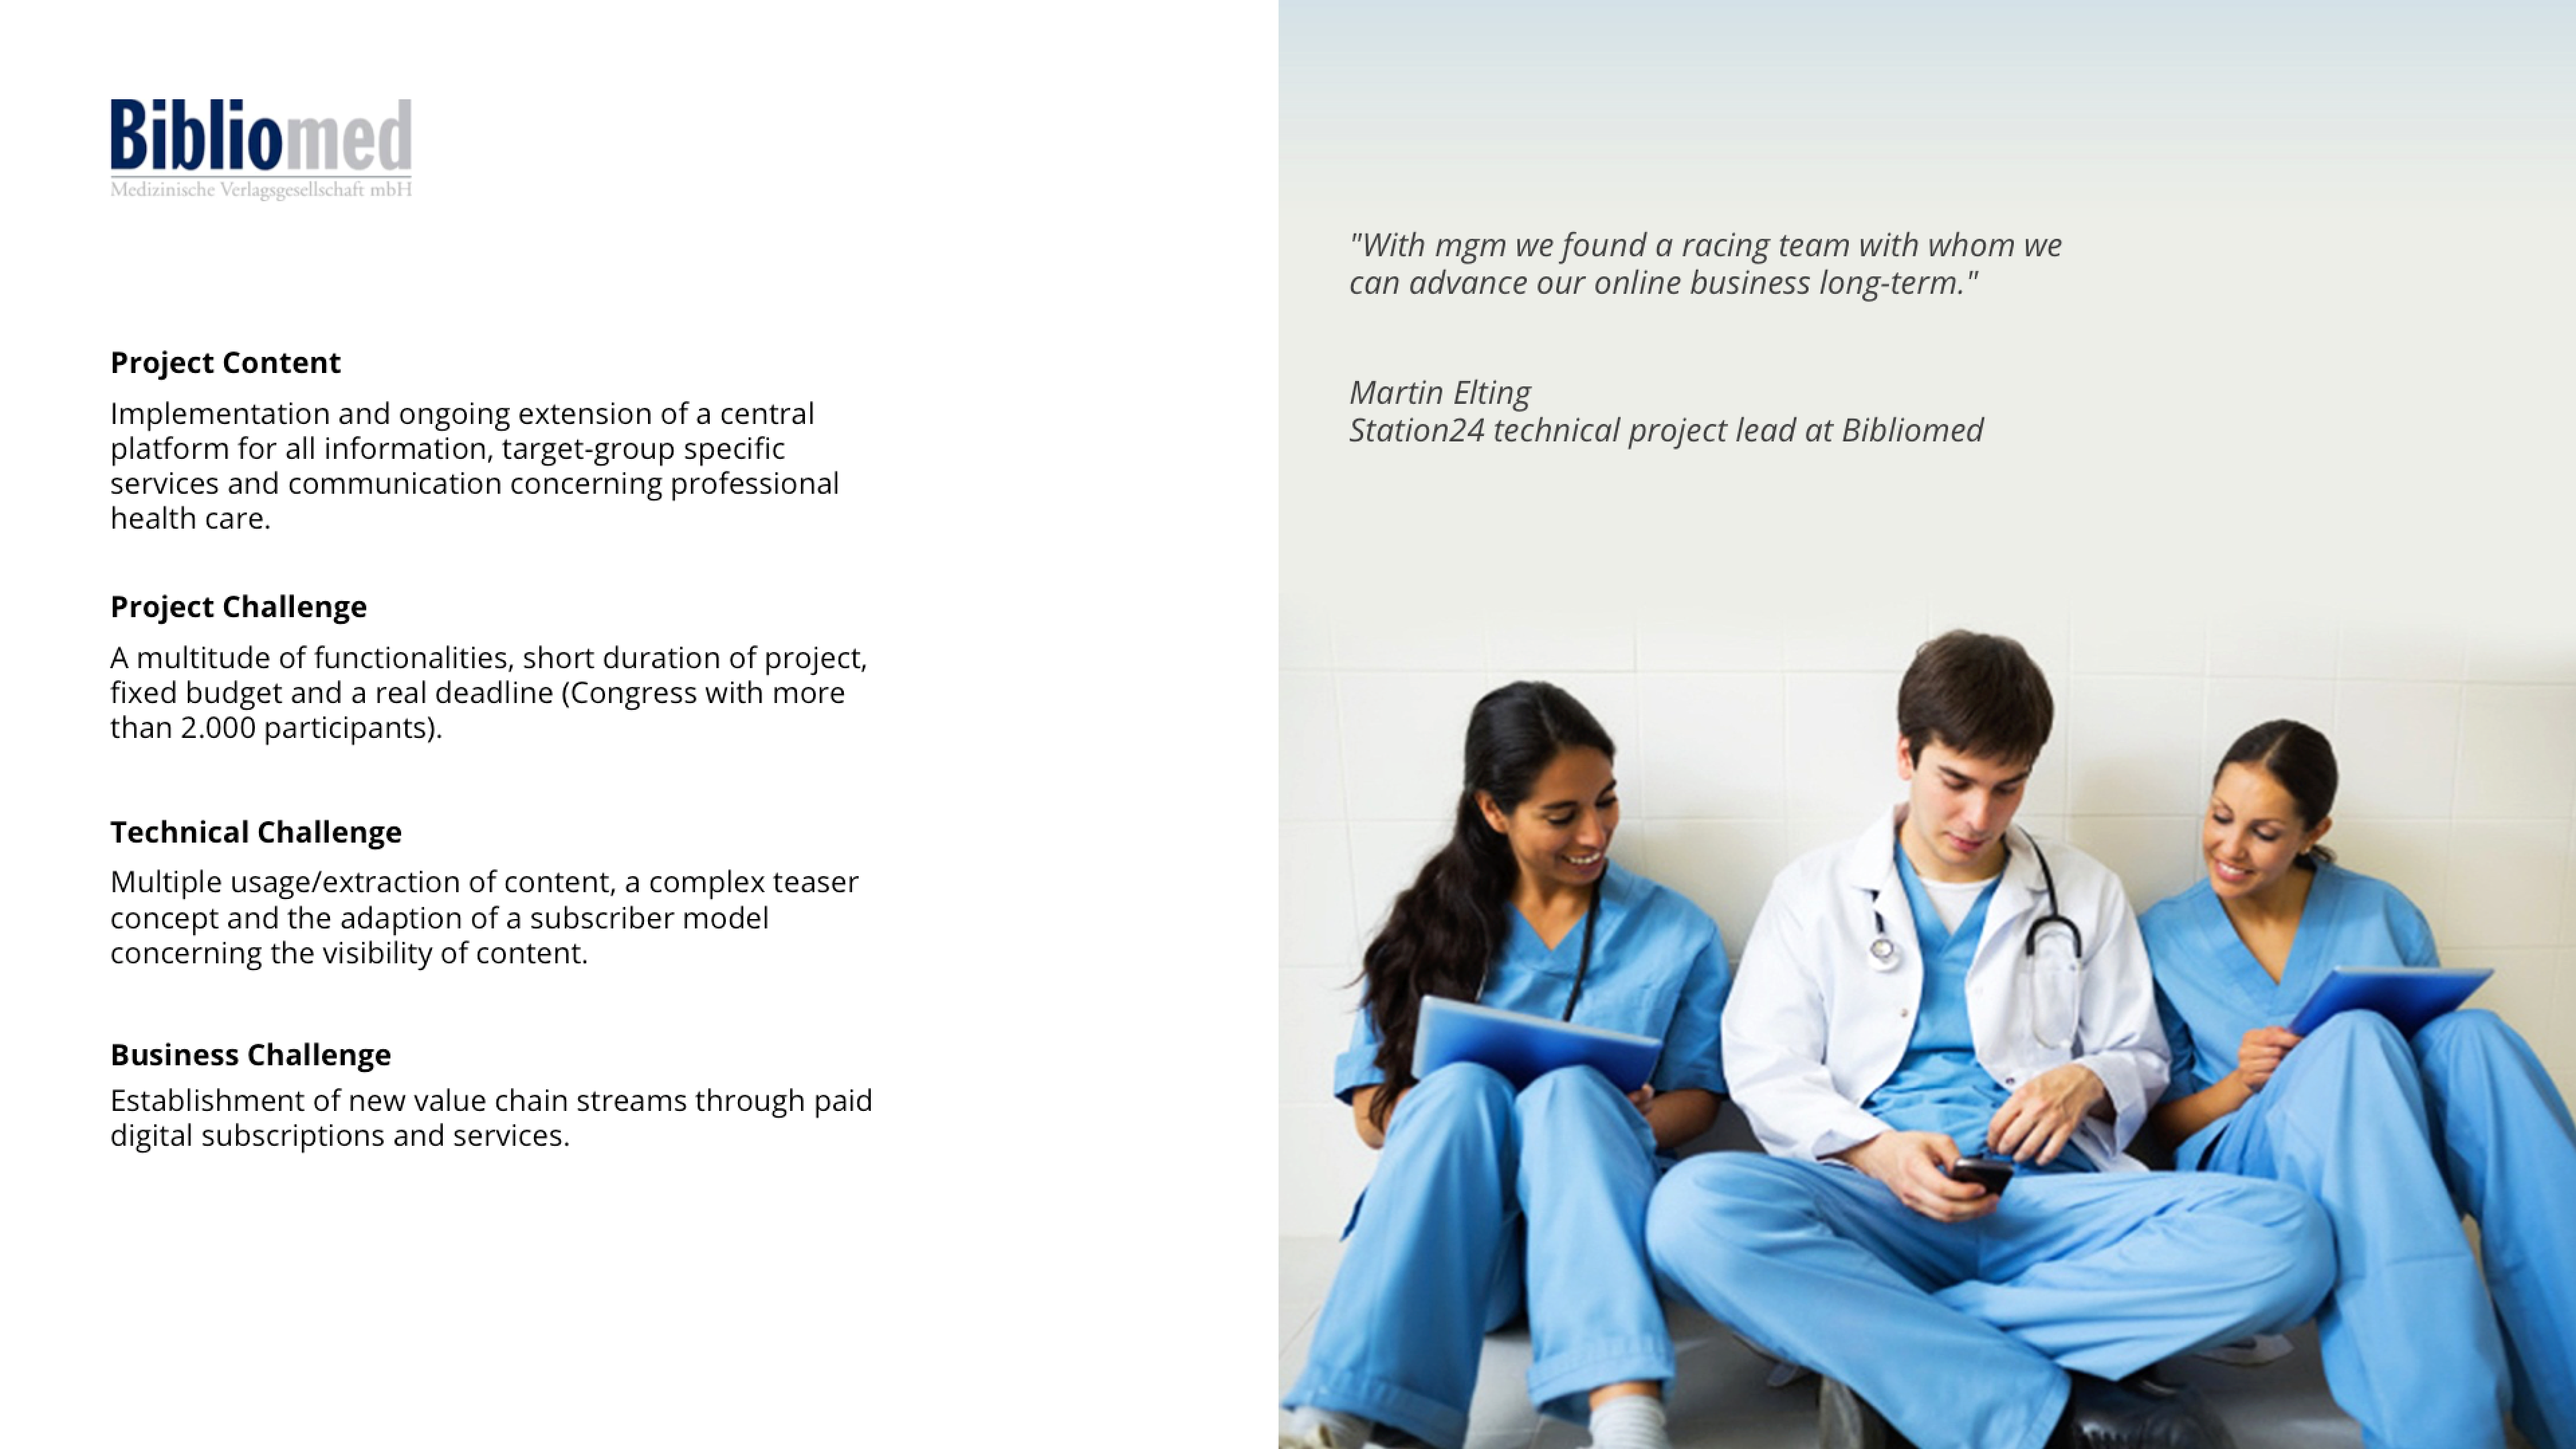 Bibliomed
Medizinische Verlagsgesellschaft mbH
Project Content
Implementation and ongoing extension of a central
platform for all information, target-group specific
services and communication concerning professional
health care.
Project Challenge
A multitude of functionalities, short duration of project,
fixed budget and a real deadline (Congress with more
than 2.000 participants).
Technical Challenge
Multiple usage/extraction of content, a complex teaser
concept and the adaption of a subscriber model
concerning the visibility of content.
Business Challenge
Establishment of new value chain streams through paid
digital subscriptions and services.
"With mgm we found a racing team with whom we
can advance our online business long-term."
Martin Elting
Station24 technical project lead at Bibliomed